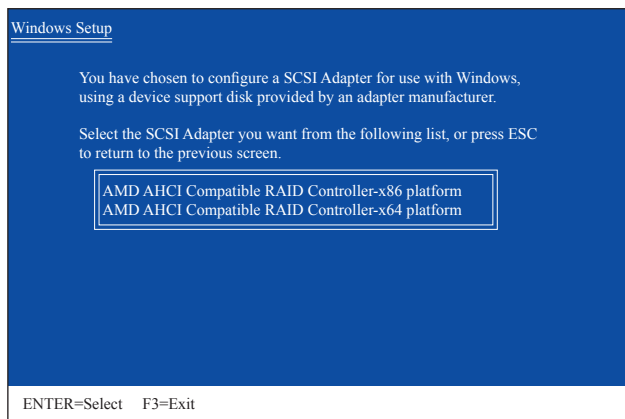 Windows Setup
You have chosen to configure a SCSI Adapter for use with Windows,
using a device support disk provided by an adapter manufacturer.
Select the SCSI Adapter you want from the following list, or press ESC
to return to the previous screen.
AMD AHCI Compatible RAID Controller-x86 platform
AMD AHCI Compatible RAID Controller-x64 platform
ENTER=Select F3=Exit